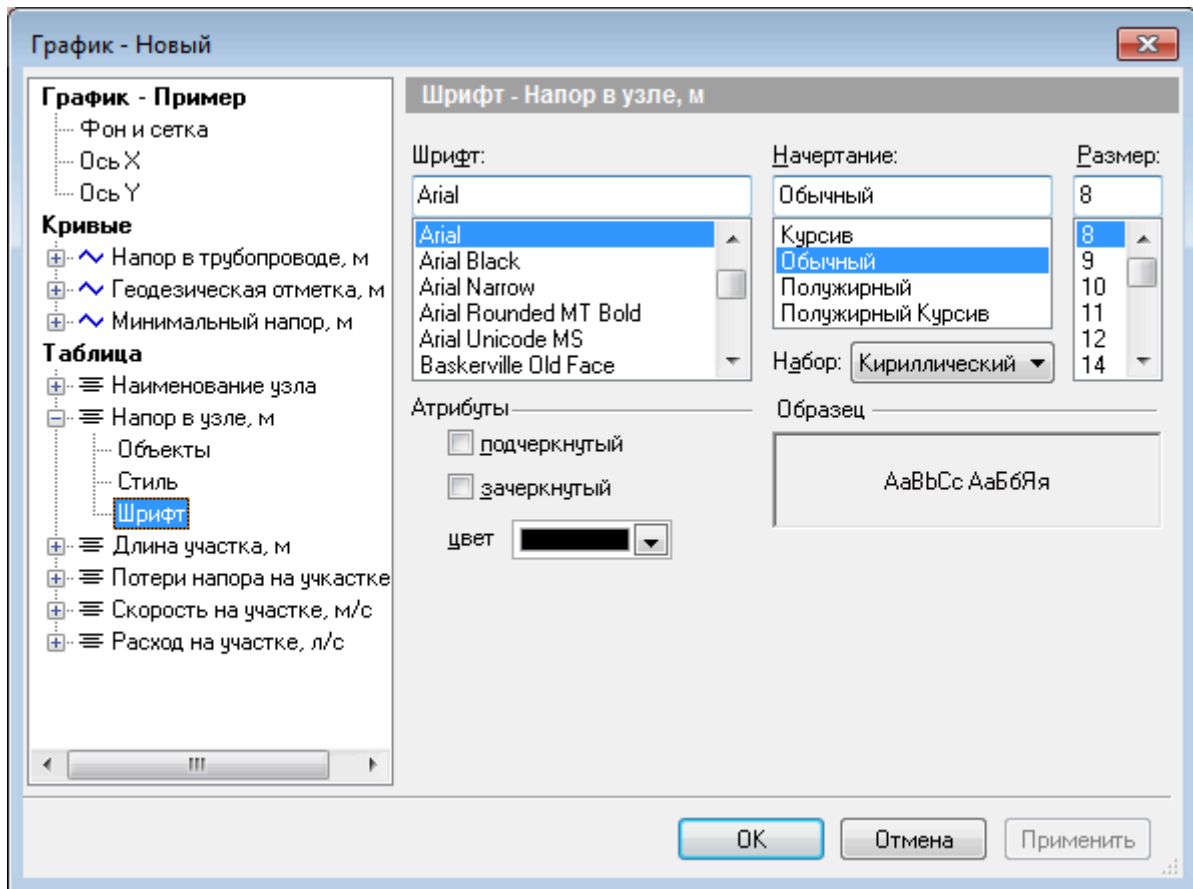 График - Новый
График - Пример
Фон и сетка
Ось X
Ось Y
Кривые
Напор в трубопроводе, м
Геодезическая отметка, м
Минимальный напор, м
Таблица
Наименование узла
Напор в узле, м
Объекты
Стиль
Шрифт
Длина участка, м
Потери напора на учкастке
Скорость на участке, м/с
Расход на участке, л/с
Шрифт - Напор в узле, м
Шрифт:
Arial
Arial
Arial Black
Arial Narrow
Arial Rounded MT Bold
Arial Unicode MS
Baskerville Old Face
Начертание:
Обычный
Курсив
Обычный
Полужирный
Полужирный Курсив
Набор: Кириллический
Размер:
8
8
9
10
11
12
14
Атрибуты
подчеркнутый
зачеркнутый
цвет
Образец
AaBbCc АаБбЯя
OK Отмена Применить